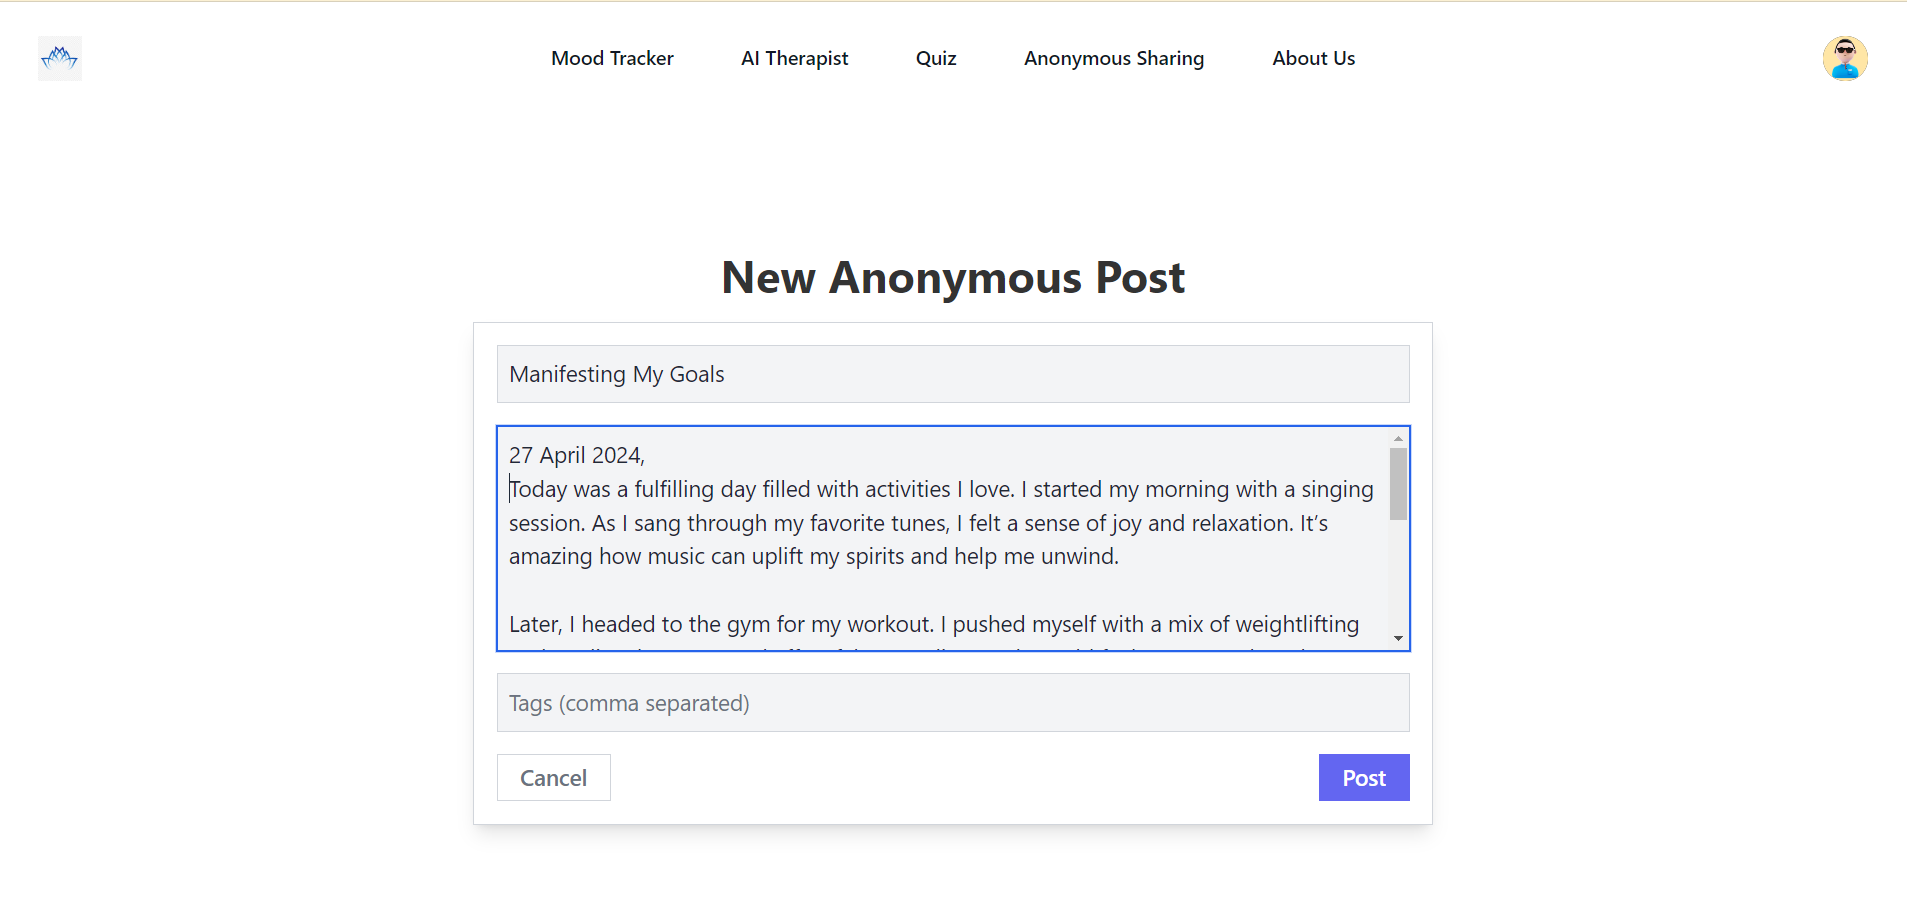 Mood Tracker AI Therapist Quiz Anonymous Sharing About Us
New Anonymous Post
Manifesting My Goals
27 April 2024,
Today was a fulfilling day filled with activities I love. I started my morning with a singing
session. As I sang through my favorite tunes, I felt a sense of joy and relaxation. It’s
amazing how music can uplift my spirits and help me unwind.
Later, I headed to the gym for my workout. I pushed myself with a mix of weightlifting
Tags (comma separated)
Cancel Post